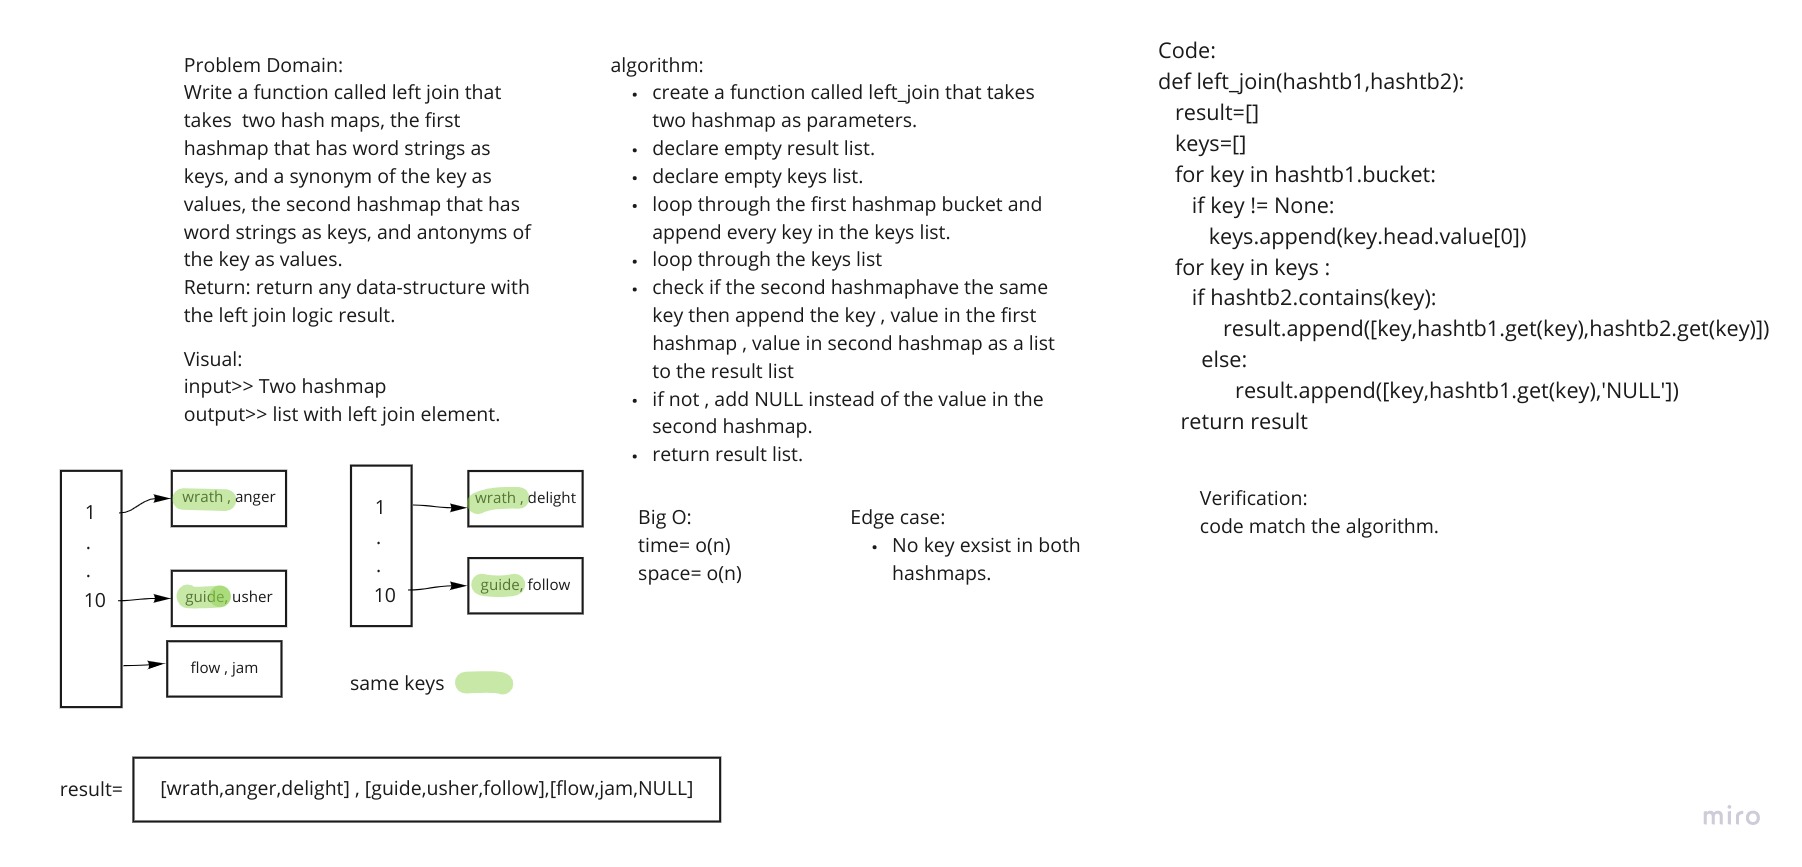 Problem Domain:
Write a function called left join that
takes  two hash maps, the first
hashmap that has word strings as
keys, and a synonym of the key as
values, the second hashmap that has
word strings as keys, and antonyms of
the key as values.
Return: return any data-structure with
the left join logic result.
Visual:
input>> Two hashmap
output>> list with left join element.
algorithm:
• create a function called left_join that takes
two hashmap as parameters.
• declare empty result list.
• declare empty keys list.
• loop through the first hashmap bucket and
append every key in the keys list.
• loop through the keys list
• check if the second hashmaphave the same
key then append the key , value in the first
hashmap , value in second hashmap as a list
to the result list
• if not , add NULL instead of the value in the
second hashmap.
• return result list.
Code:
def left_join(hashtb1,hashtb2):
result=[]
keys=[]
for key in hashtb1.bucket:
if key != None:
keys.append(key.head.value[0])
for key in keys :
if hashtb2.contains(key):
result.append([key,hashtb1.get(key),hashtb2.get(key)])
else:
result.append([key,hashtb1.get(key),'NULL'])
return result
1
.
.
10
wrath , anger
guide, usher
flow , jam
1
.
.
10
wrath , delight
guide, follow
same keys
Big O:
time= o(n)
space= o(n)
Edge case:
• No key exsist in both
hashmaps.
Verification:
code match the algorithm.
result=
[wrath,anger,delight] , [guide,usher,follow],[flow,jam,NULL]
miro